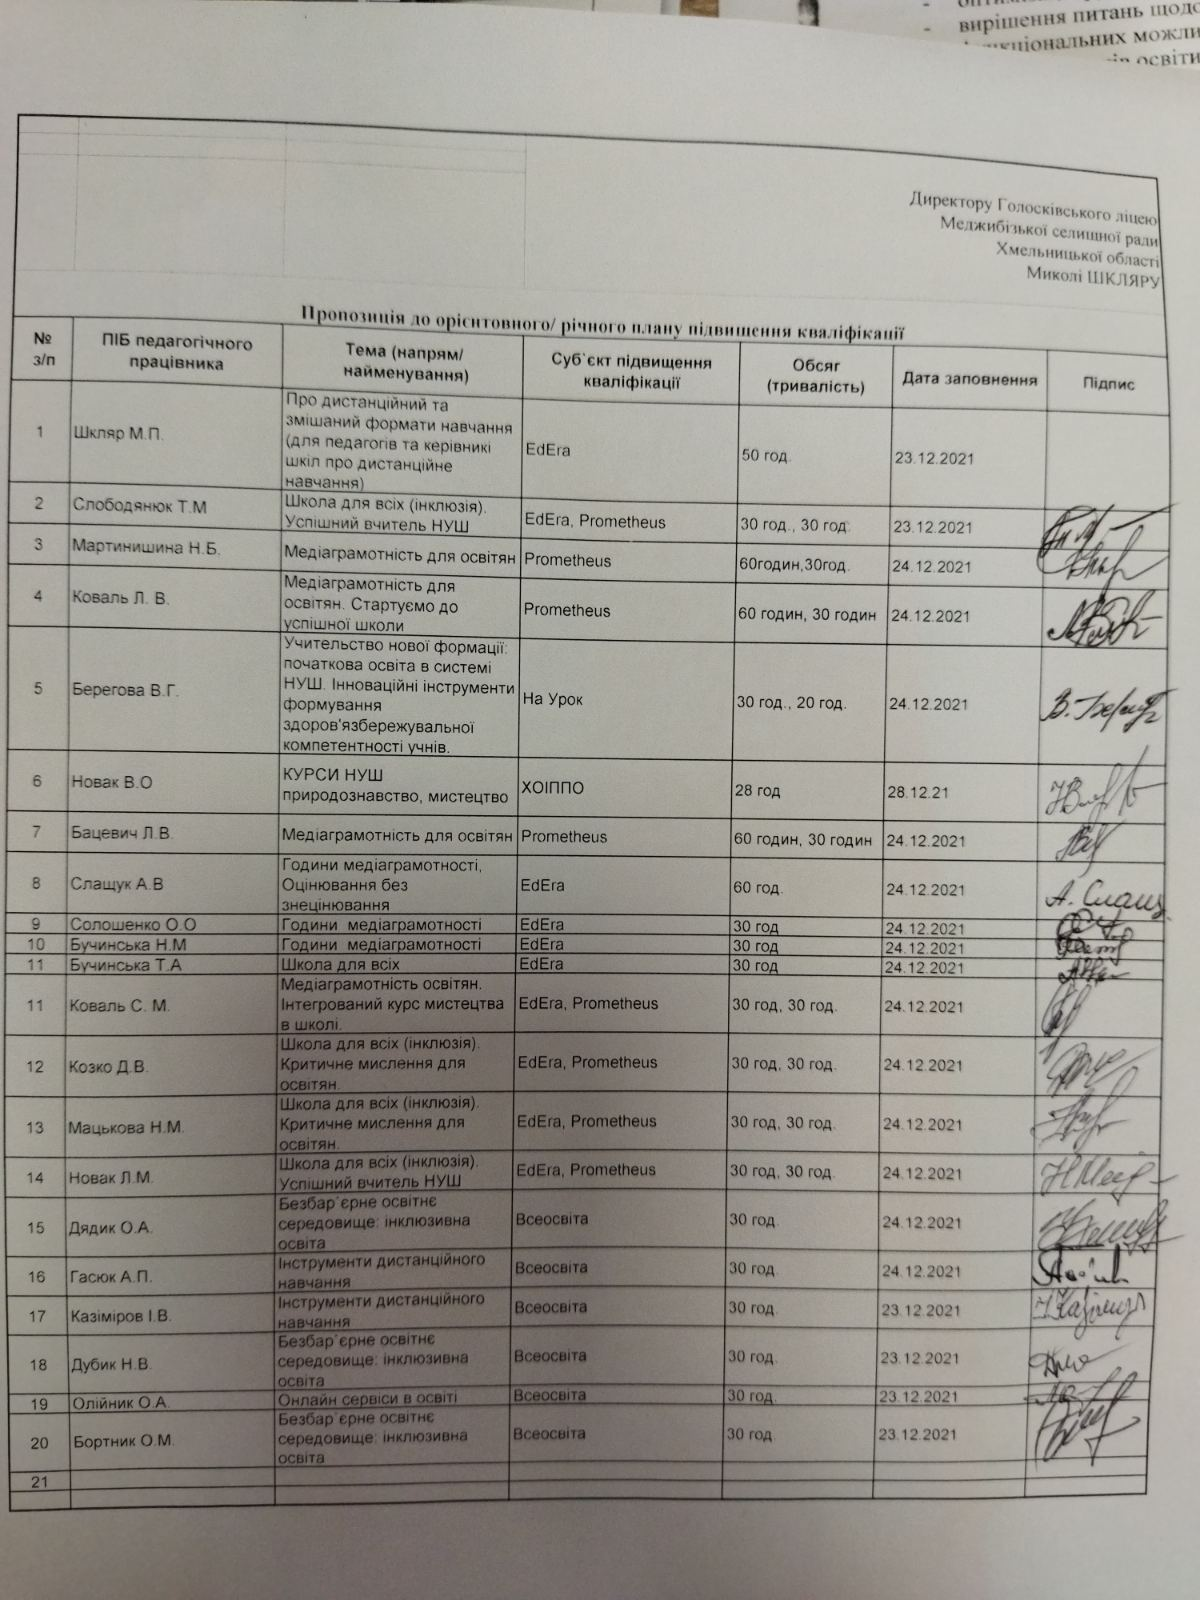 вирішення питань щодо
Директору Голосківського ліцею
Меджибізької селищної ради
Хмельницької області
Миколі ШКЛЯРУ
Пропозиція до орієнтовного/ річного плану підвищення кваліфікації
№ з/п ПІБ педагогічного працівника Тема (напрям/ найменування) Суб`єкт підвищення кваліфікації Обсяг (тривалість) Дата заповнення Підпис
1 Шкляр М.П. Про дистанційний та
змішаний формати навчання
(для педагогів та керівникі
шкіл про дистанційне
навчання) EdEra 50 год. 23.12.2021
2 Слободянюк Т.М Школа для всіх (інклюзія).
Успішний вчитель НУШ EdEra, Prometheus 30 год., 30 год. 23.12.2021
3 Мартинишина Н.Б. Медіаграмотність для освітян Prometheus 60годин,30год. 24.12.2021
4 Коваль Л. В. Медіаграмотність для
освітян. Стартуємо до
успішної школи Prometheus 60 годин, 30 годин 24.12.2021
5 Берегова В.Г. Учительство нової формації:
початкова освіта в системі
НУШ. Інноваційні інструменти
формування
здоров'язбережувальної
компетентності учнів. На Урок 30 год., 20 год. 24.12.2021
6 Новак В.О КУРСИ НУШ
природознавство, мистецтво ХОІППО 28 год 28.12.21
7 Бацевич Л.В. Медіаграмотність для освітян Prometheus 60 годин, 30 годин 24.12.2021
8 Слащук А.В Години медіаграмотності,
Оцінювання без
знецінювання EdEra 60 год. 24.12.2021
9 Солошенко О.О Години медіаграмотності EdEra 30 год 24.12.2021
10 Бучинська Н.М Години медіаграмотності EdEra 30 год 24.12.2021
11 Бучинська Т.А Школа для всіх EdEra 30 год 24.12.2021
11 Коваль С. М. Медіаграмотність освітян.
Інтегрований курс мистецтва
в школі. EdEra, Prometheus 30 год, 30 год. 24.12.2021
12 Козко Д.В. Школа для всіх (інклюзія).
Критичне мислення для
освітян. EdEra, Prometheus 30 год, 30 год. 24.12.2021
13 Мацькова Н.М. Школа для всіх (інклюзія).
Критичне мислення для
освітян. EdEra, Prometheus 30 год, 30 год. 24.12.2021
14 Новак Л.М. Школа для всіх (інклюзія).
Успішний вчитель НУШ EdEra, Prometheus 30 год, 30 год. 24.12.2021
15 Дядик О.А. Безбар`єрне освітнє
середовище: інклюзивна
освіта Всеосвіта 30 год. 24.12.2021
16 Гасюк А.П. Інструменти дистанційного
навчання Всеосвіта 30 год. 24.12.2021
17 Казіміров І.В. Інструменти дистанційного
навчання Всеосвіта 30 год. 23.12.2021
18 Дубик Н.В. Безбар`єрне освітнє
середовище: інклюзивна
освіта Всеосвіта 30 год. 23.12.2021
19 Олійник О.А. Онлайн сервіси в освіті Всеосвіта 30 год. 23.12.2021
20 Бортник О.М. Безбар`єрне освітнє
середовище: інклюзивна
освіта Всеосвіта 30 год. 23.12.2021
21